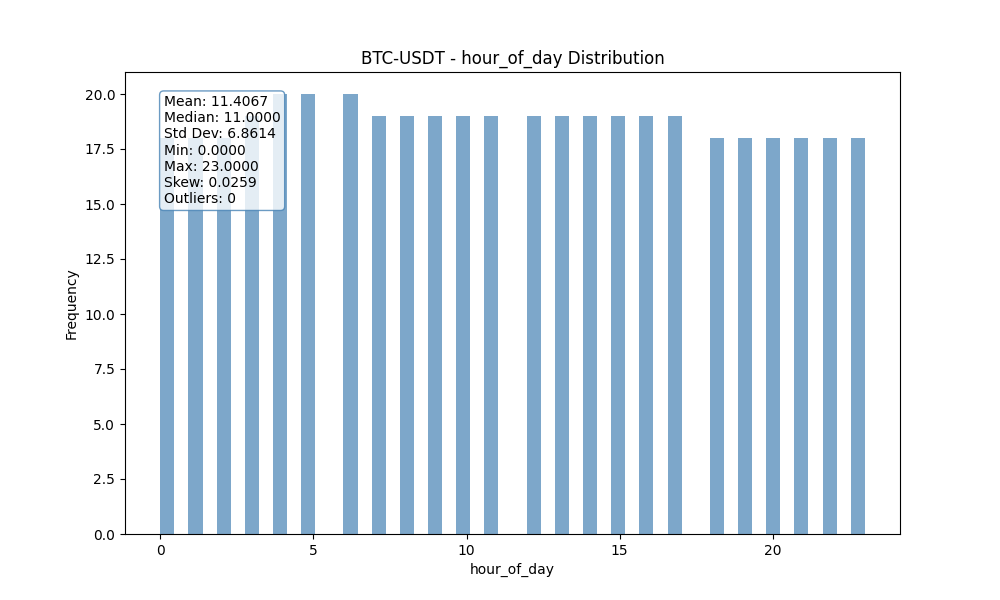 BTC-USDT - hour_of_day Distribution
Mean: 11.4067
Median: 11.0000
Std Dev: 6.8614
Min: 0.0000
Max: 23.0000
Skew: 0.0259
Outliers: 0
20.0
17.5
15.0
12.5
10.0
7.5
5.0
2.5
0.0
Frequency
0 5 10 15 20
hour_of_day